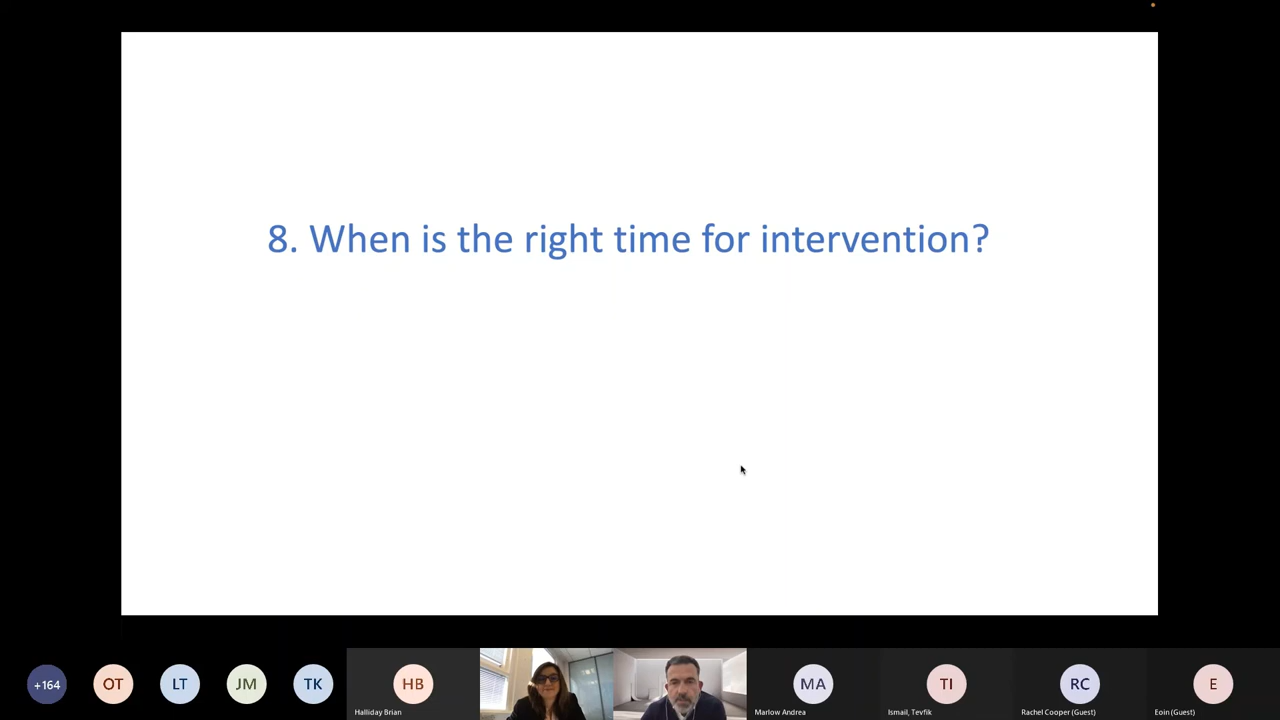 8. When is the right time for intervention?
+164
OT
LT
JM
TK
HB
Halliday Brian
MA
Marlow Andrea
TI
Ismail, Tevfik
RC
Rachel Cooper (Guest)
E
Eoin (Guest)